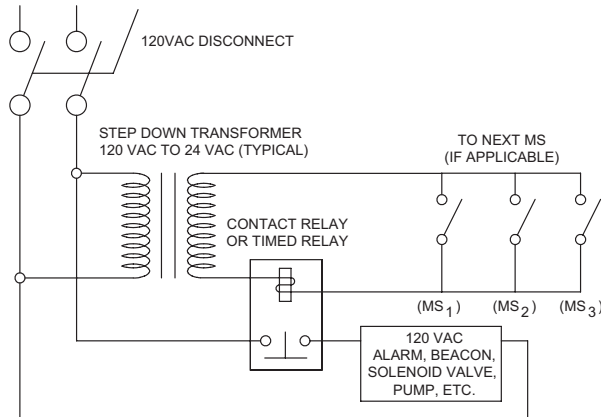 120VAC DISCONNECT
STEP DOWN TRANSFORMER
120 VAC TO 24 VAC (TYPICAL)
TO NEXT MS
(IF APPLICABLE)
CONTACT RELAY
OR TIMED RELAY
(MS1) (MS2) (MS3)
120 VAC
ALARM, BEACON,
SOLENOID VALVE,
PUMP, ETC.